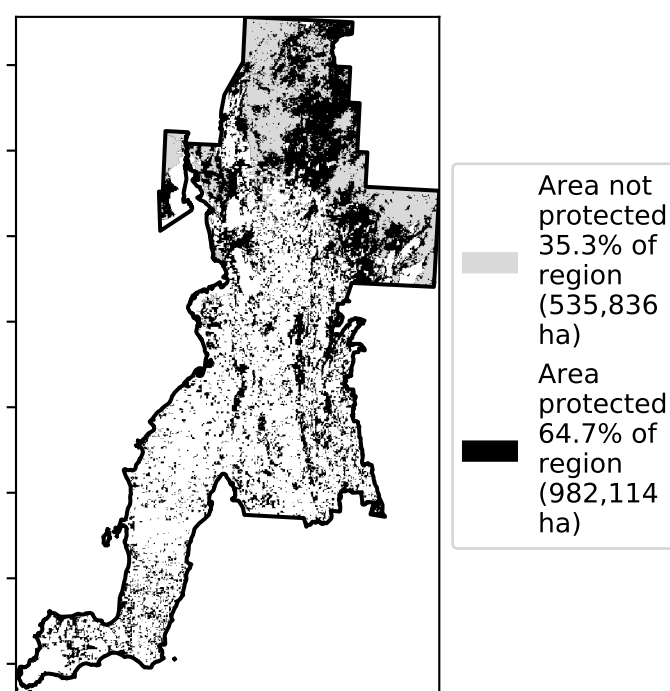 Area not
protected
35.3% of
region
(535,836
ha)
Area
protected
64.7% of
region
(982,114
ha)